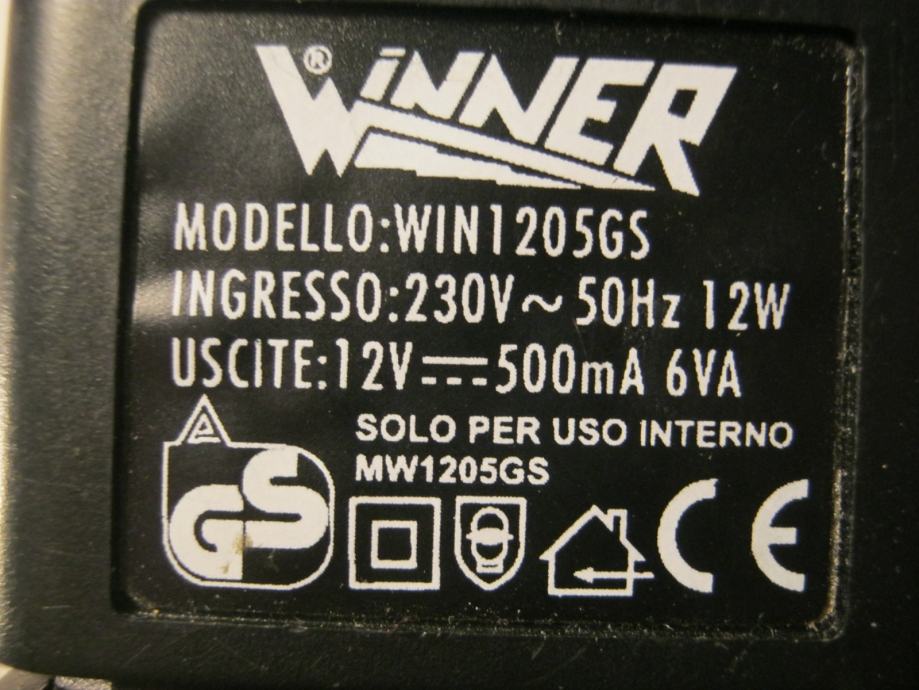 WINNER®
MODELLO:WIN1205GS
INGRESSO:230V~ 50Hz 12W
USCITE:12V⎓500mA 6VA
SOLO PER USO INTERNO
MW1205GS
GS
CE